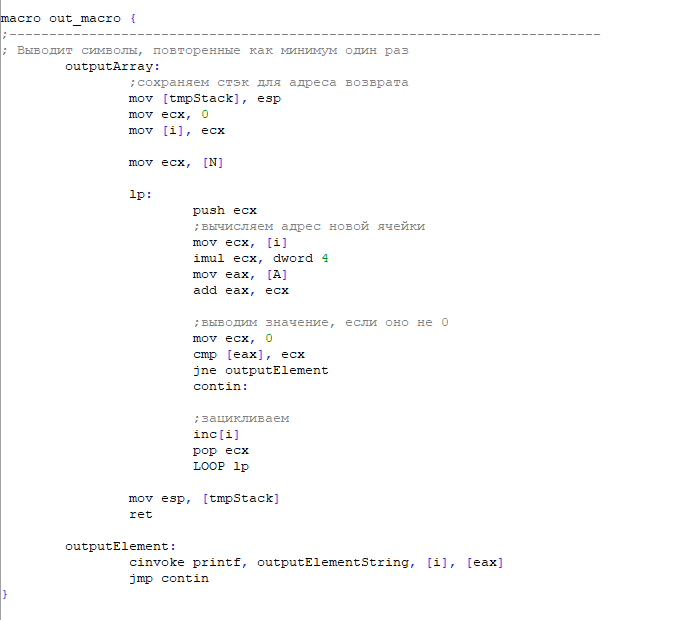 macro out_macro {
;--------------------------------------------------------------------------
; Выводит символы, повторенные как минимум один раз
outputArray:
;сохраняем стэк для адреса возврата
mov [tmpStack], esp
mov ecx, 0
mov [i], ecx
mov ecx, [N]
lp:
push ecx
;вычисляем адрес новой ячейки
mov ecx, [i]
imul ecx, dword 4
mov eax, [A]
add eax, ecx
;выводим значение, если оно не 0
mov ecx, 0
cmp [eax], ecx
jne outputElement
contin:
;зацикливаем
inc[i]
pop ecx
LOOP lp
mov esp, [tmpStack]
ret
outputElement:
cinvoke printf, outputElementString, [i], [eax]
jmp contin
}